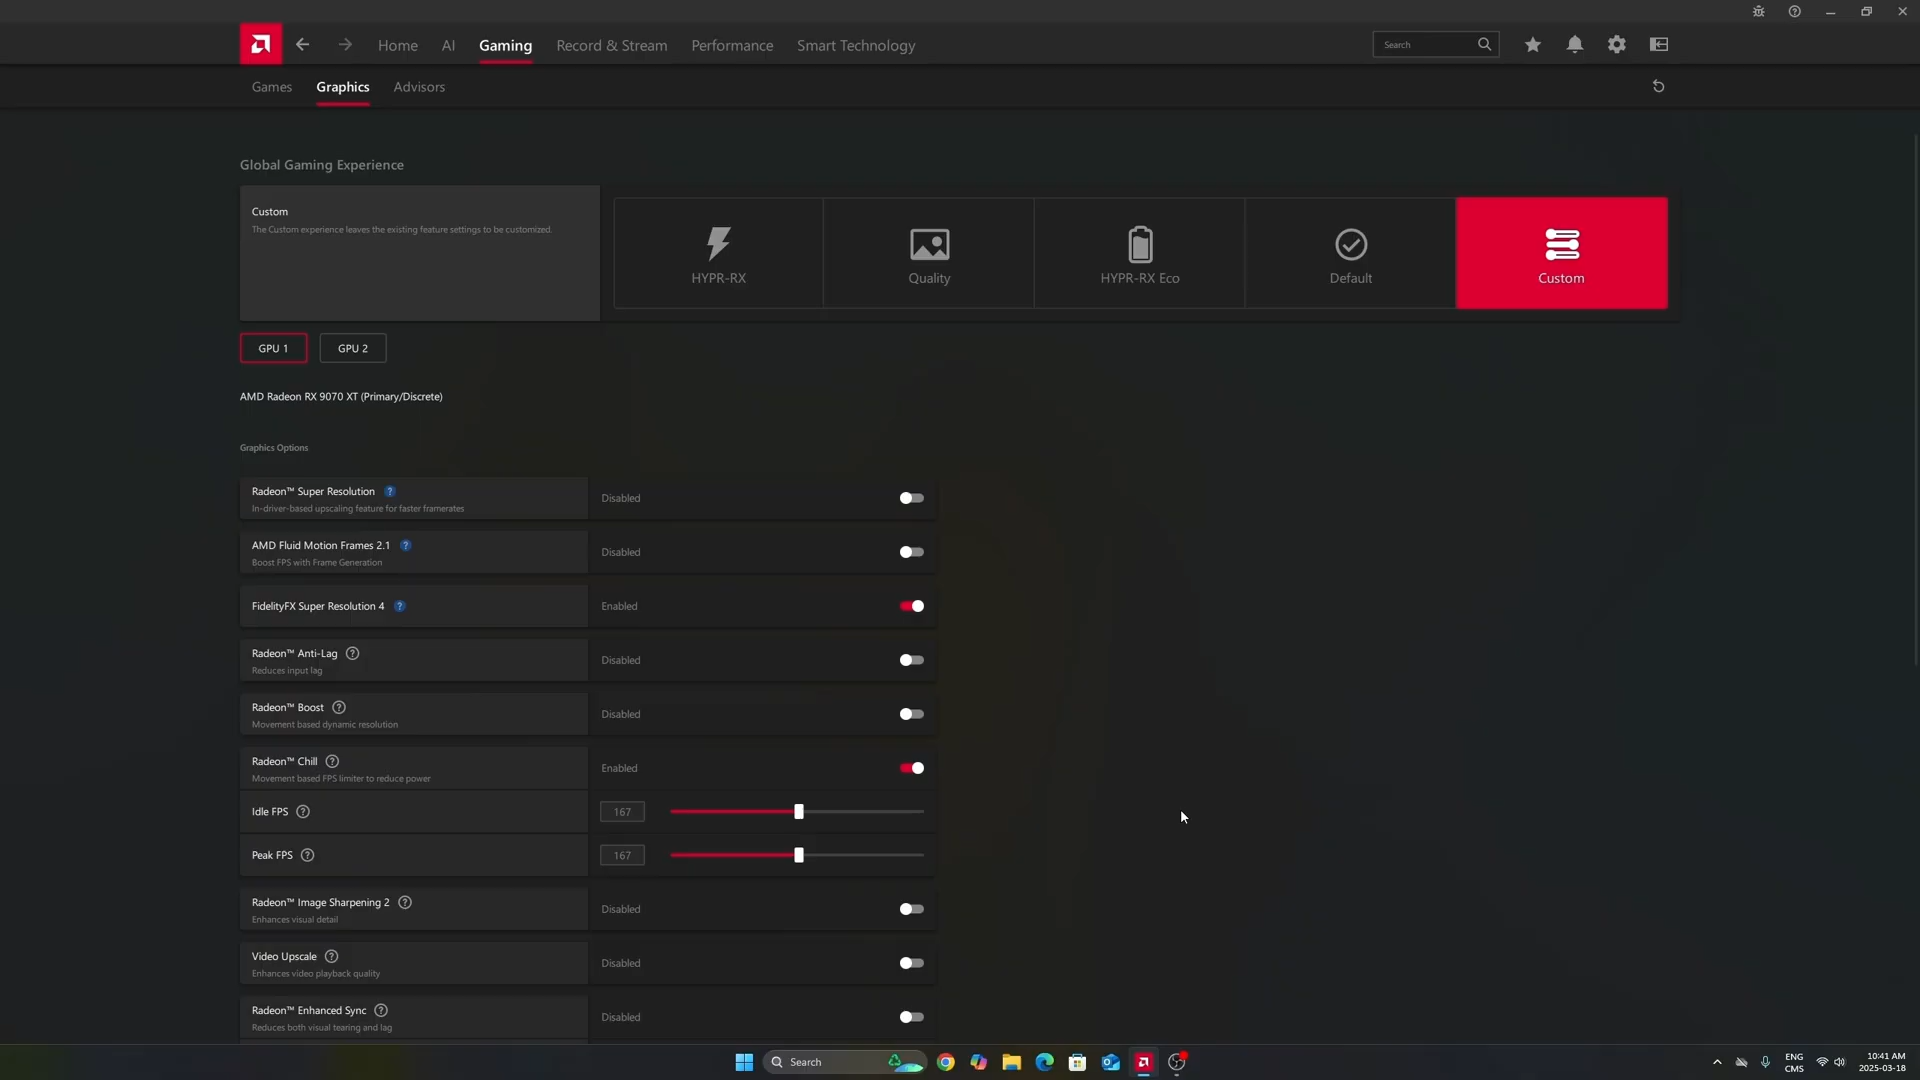 Home
AI
Gaming
Record & Stream
Performance
Smart Technology
Search
Games
Graphics
Advisors
Global Gaming Experience
Custom
The Custom experience leaves the existing feature settings to be customized.
HYPR-RX
Quality
HYPR-RX Eco
Default
Custom
GPU 1
GPU 2
AMD Radeon RX 9070 XT (Primary/Discrete)
Graphics Options
Radeon™ Super Resolution ?
In-driver-based upscaling feature for faster framerates
Disabled
AMD Fluid Motion Frames 2.1 ?
Boost FPS with Frame Generation
Disabled
FidelityFX Super Resolution 4 ?
Enabled
Radeon™ Anti-Lag ?
Reduces input lag
Disabled
Radeon™ Boost ?
Movement based dynamic resolution
Disabled
Radeon™ Chill ?
Movement based FPS limiter to reduce power
Enabled
Idle FPS ?
167
Peak FPS ?
167
Radeon™ Image Sharpening 2 ?
Enhances visual detail
Disabled
Video Upscale ?
Enhances video playback quality
Disabled
Radeon™ Enhanced Sync ?
Reduces both visual tearing and lag
Disabled
Search
ENG
CMS
10:41 AM
2025-03-18